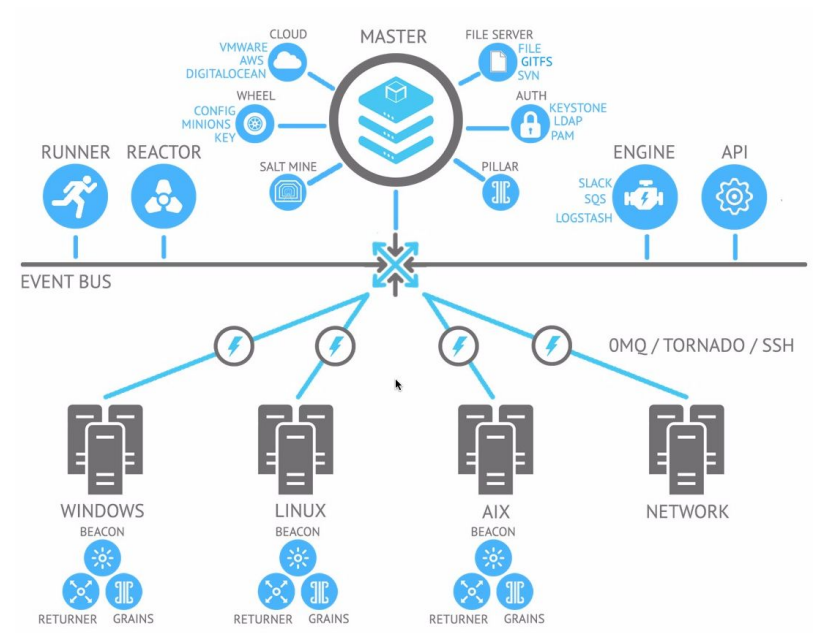 CLOUD
VMWARE
AWS
DIGITALOCEAN
MASTER
FILE SERVER
FILE
GITFS
SVN
WHEEL
CONFIG
MINIONS
KEY
AUTH
KEYSTONE
LDAP
PAM
SALT MINE
PILLAR
RUNNER
REACTOR
ENGINE
SLACK
SQS
LOGSTASH
API
EVENT BUS
0MQ / TORNADO / SSH
WINDOWS
LINUX
AIX
NETWORK
BEACON
BEACON
BEACON
RETURNER
GRAINS
RETURNER
GRAINS
RETURNER
GRAINS